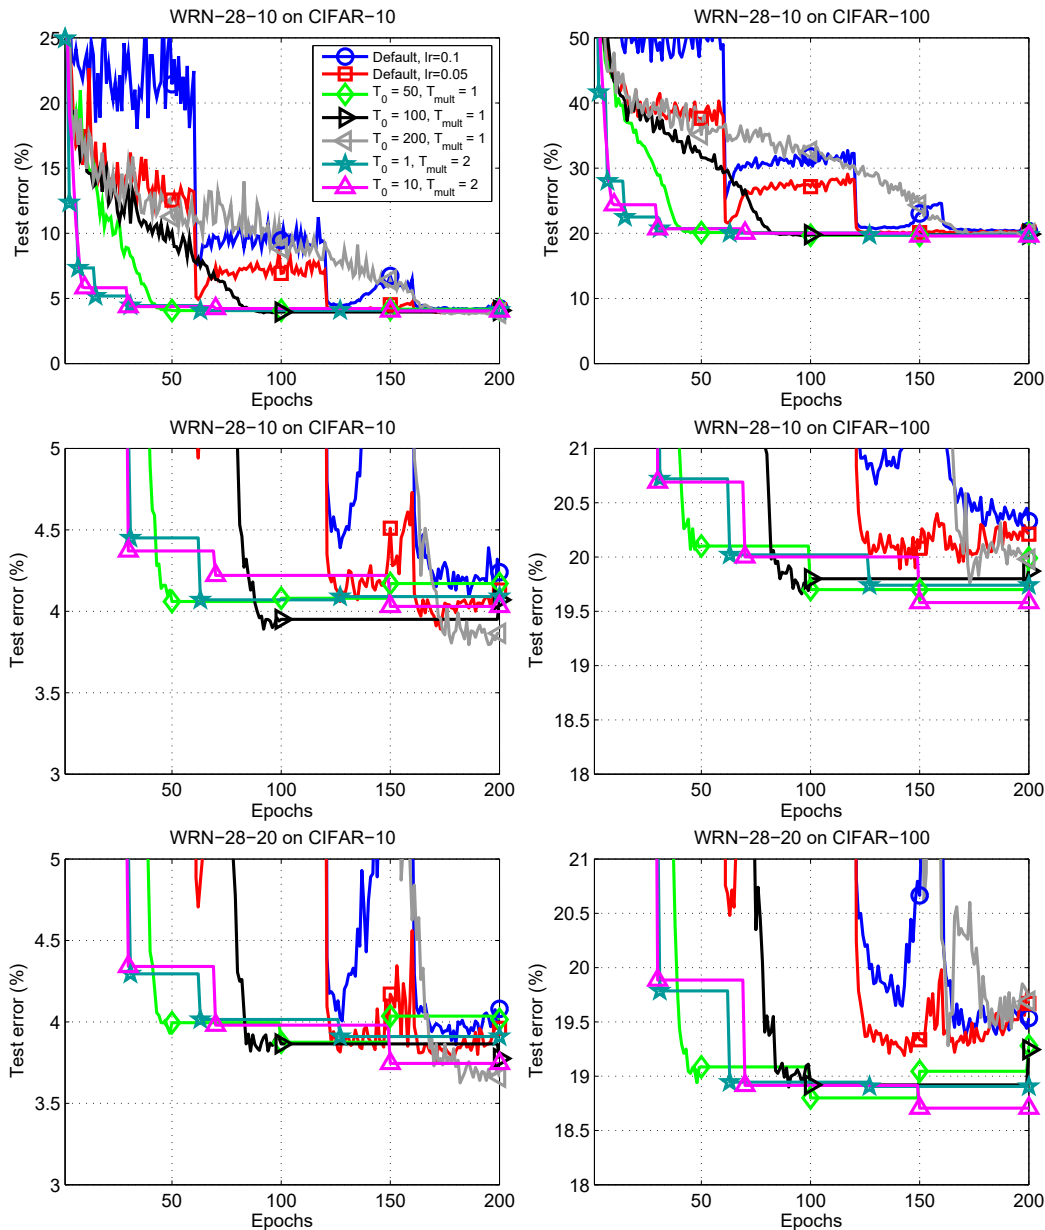 WRN−28−10 on CIFAR−10
25
20
15
10
5
0
50
100
150
200
Test error (%)
Epochs
Default, lr=0.1
Default, lr=0.05
T0 = 50, Tmult = 1
T0 = 100, Tmult = 1
T0 = 200, Tmult = 1
T0 = 1, Tmult = 2
T0 = 10, Tmult = 2
WRN−28−10 on CIFAR−100
50
40
30
20
10
0
50
100
150
200
Test error (%)
Epochs
WRN−28−10 on CIFAR−10
5
4.5
4
3.5
3
50
100
150
200
Test error (%)
Epochs
WRN−28−10 on CIFAR−100
21
20.5
20
19.5
19
18.5
18
50
100
150
200
Test error (%)
Epochs
WRN−28−20 on CIFAR−10
5
4.5
4
3.5
3
50
100
150
200
Test error (%)
Epochs
WRN−28−20 on CIFAR−100
21
20.5
20
19.5
19
18.5
18
50
100
150
200
Test error (%)
Epochs